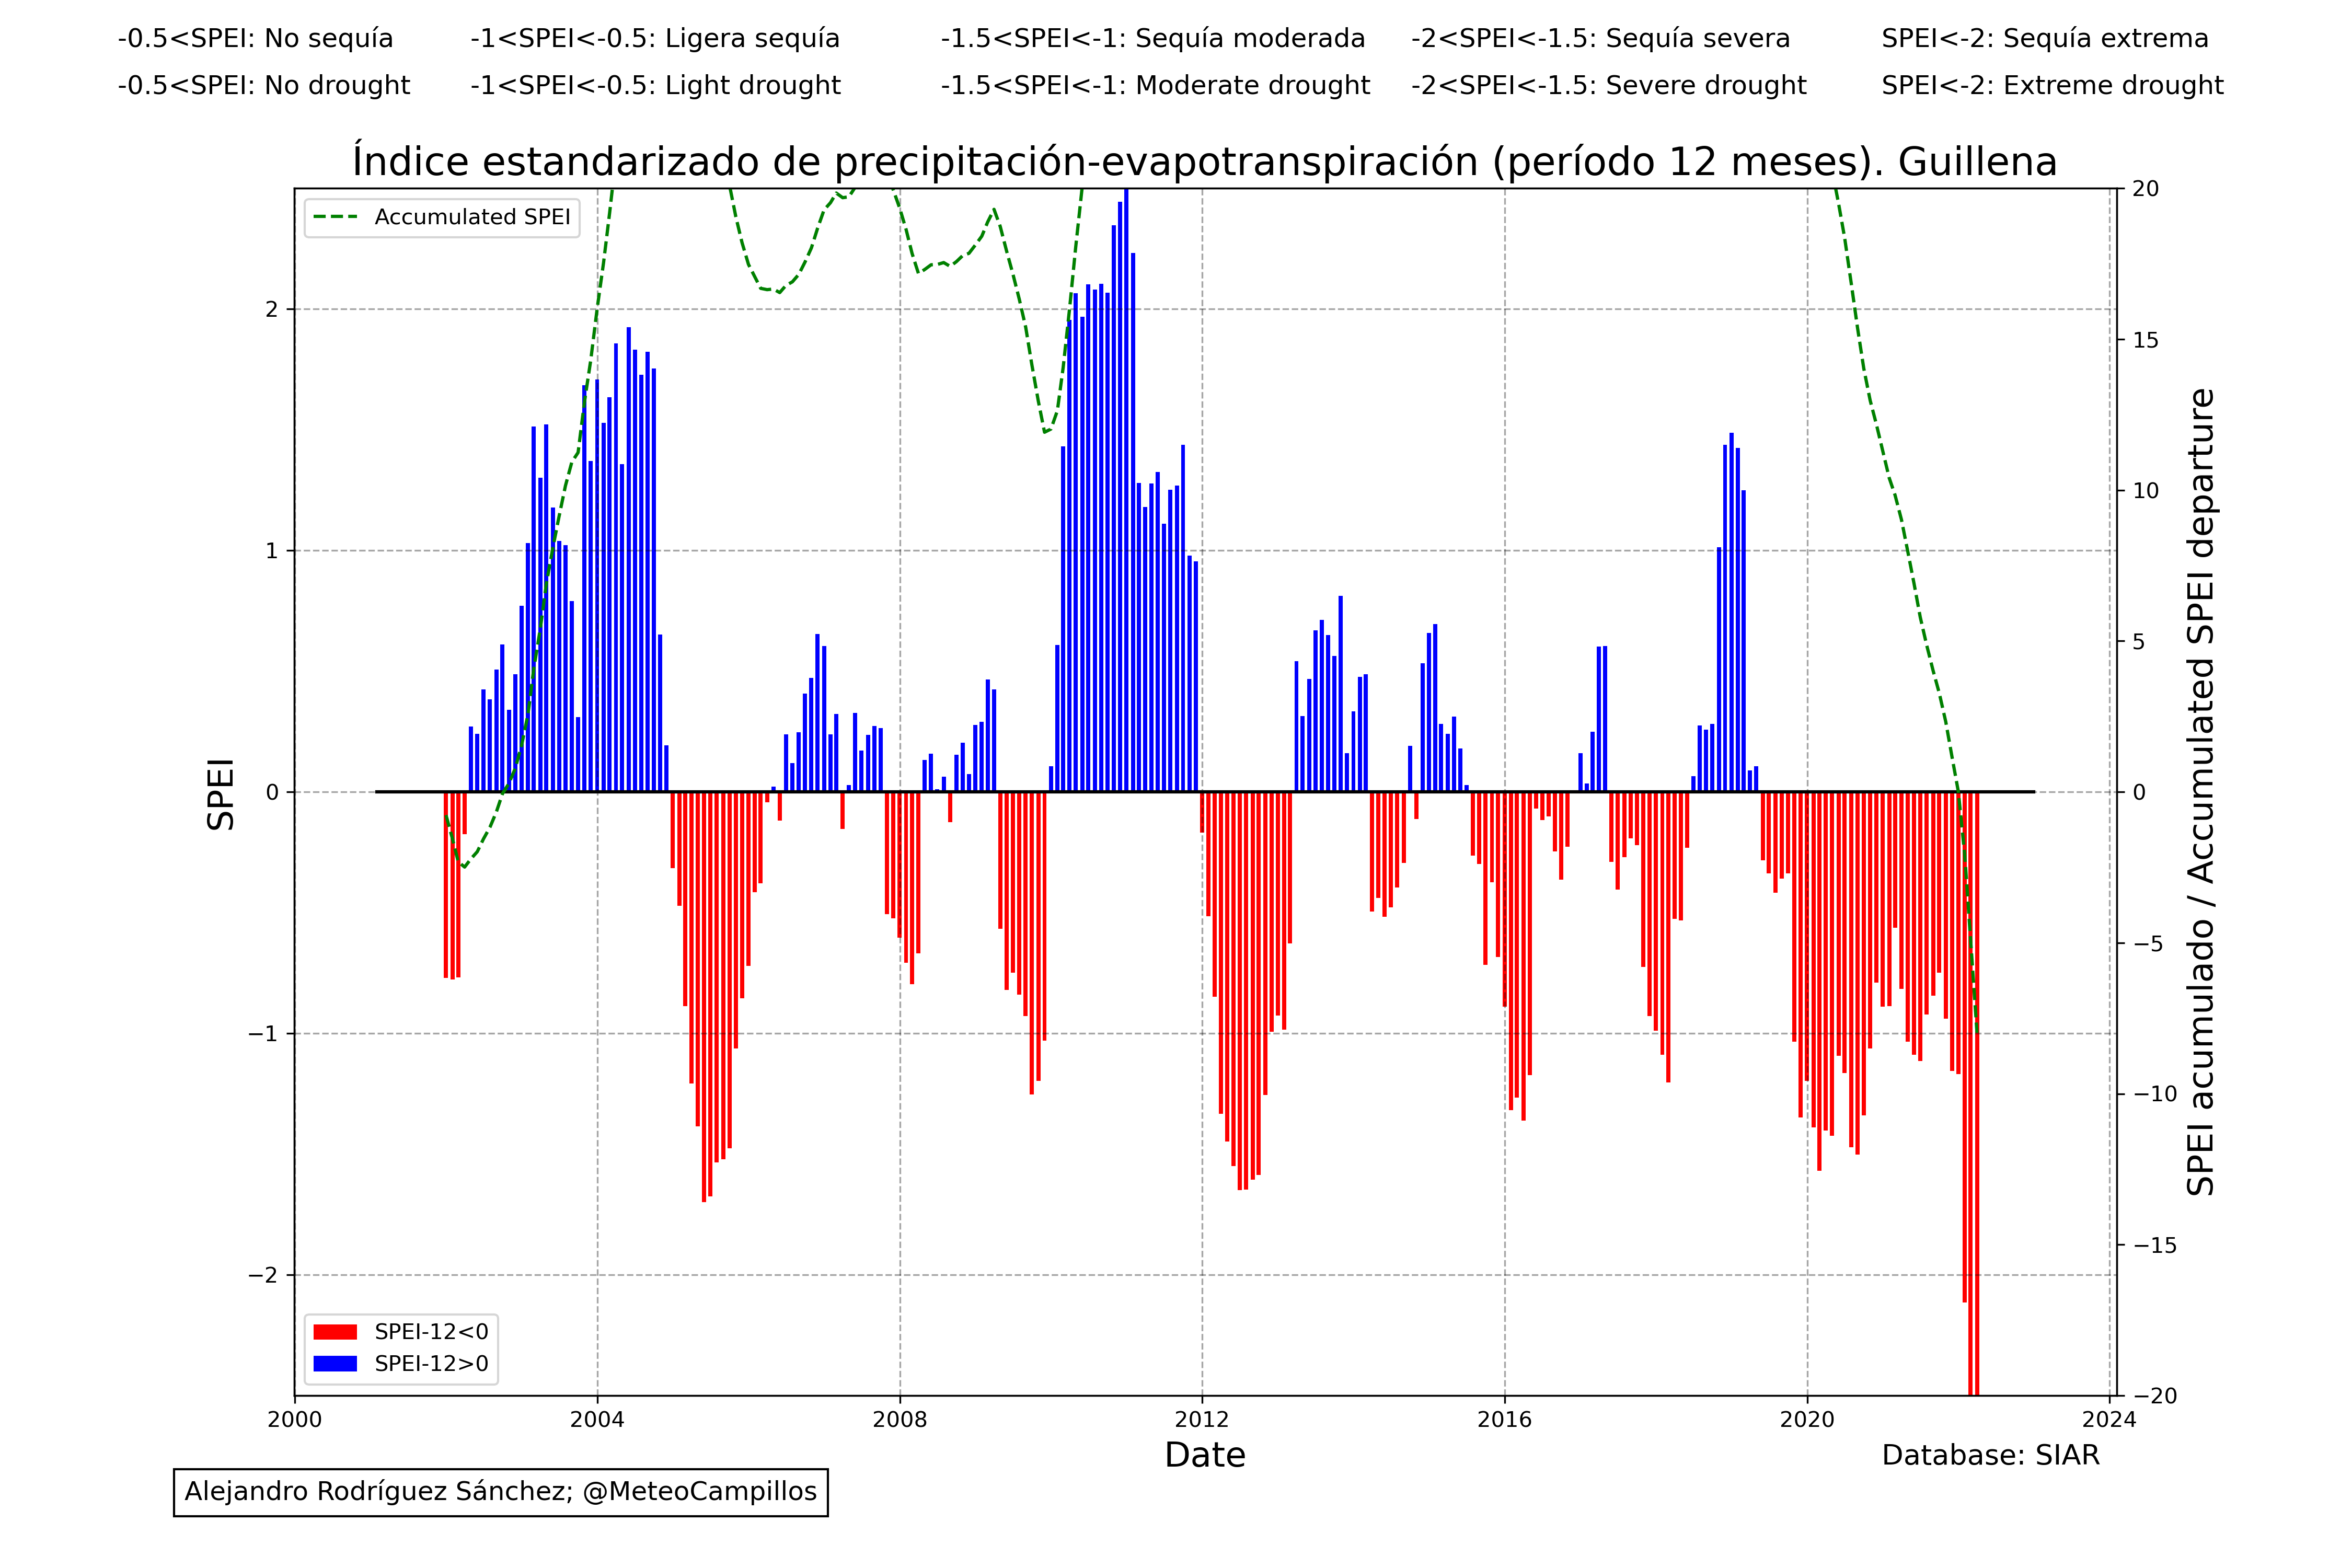 -0.5<SPEI: No sequía -1<SPEI<-0.5: Ligera sequía -1.5<SPEI<-1: Sequía moderada -2<SPEI<-1.5: Sequía severa SPEI<-2: Sequía extrema
-0.5<SPEI: No drought -1<SPEI<-0.5: Light drought -1.5<SPEI<-1: Moderate drought -2<SPEI<-1.5: Severe drought SPEI<-2: Extreme drought
Índice estandarizado de precipitación-evapotranspiración (período 12 meses). Guillena
Accumulated SPEI
SPEI
2
1
0
−1
−2
20
15
10
5
0
−5
−10
−15
−20
SPEI acumulado / Accumulated SPEI departure
SPEI-12<0
SPEI-12>0
2000 2004 2008 2012 2016 2020 2024
Date
Database: SIAR
Alejandro Rodríguez Sánchez; @MeteoCampillos